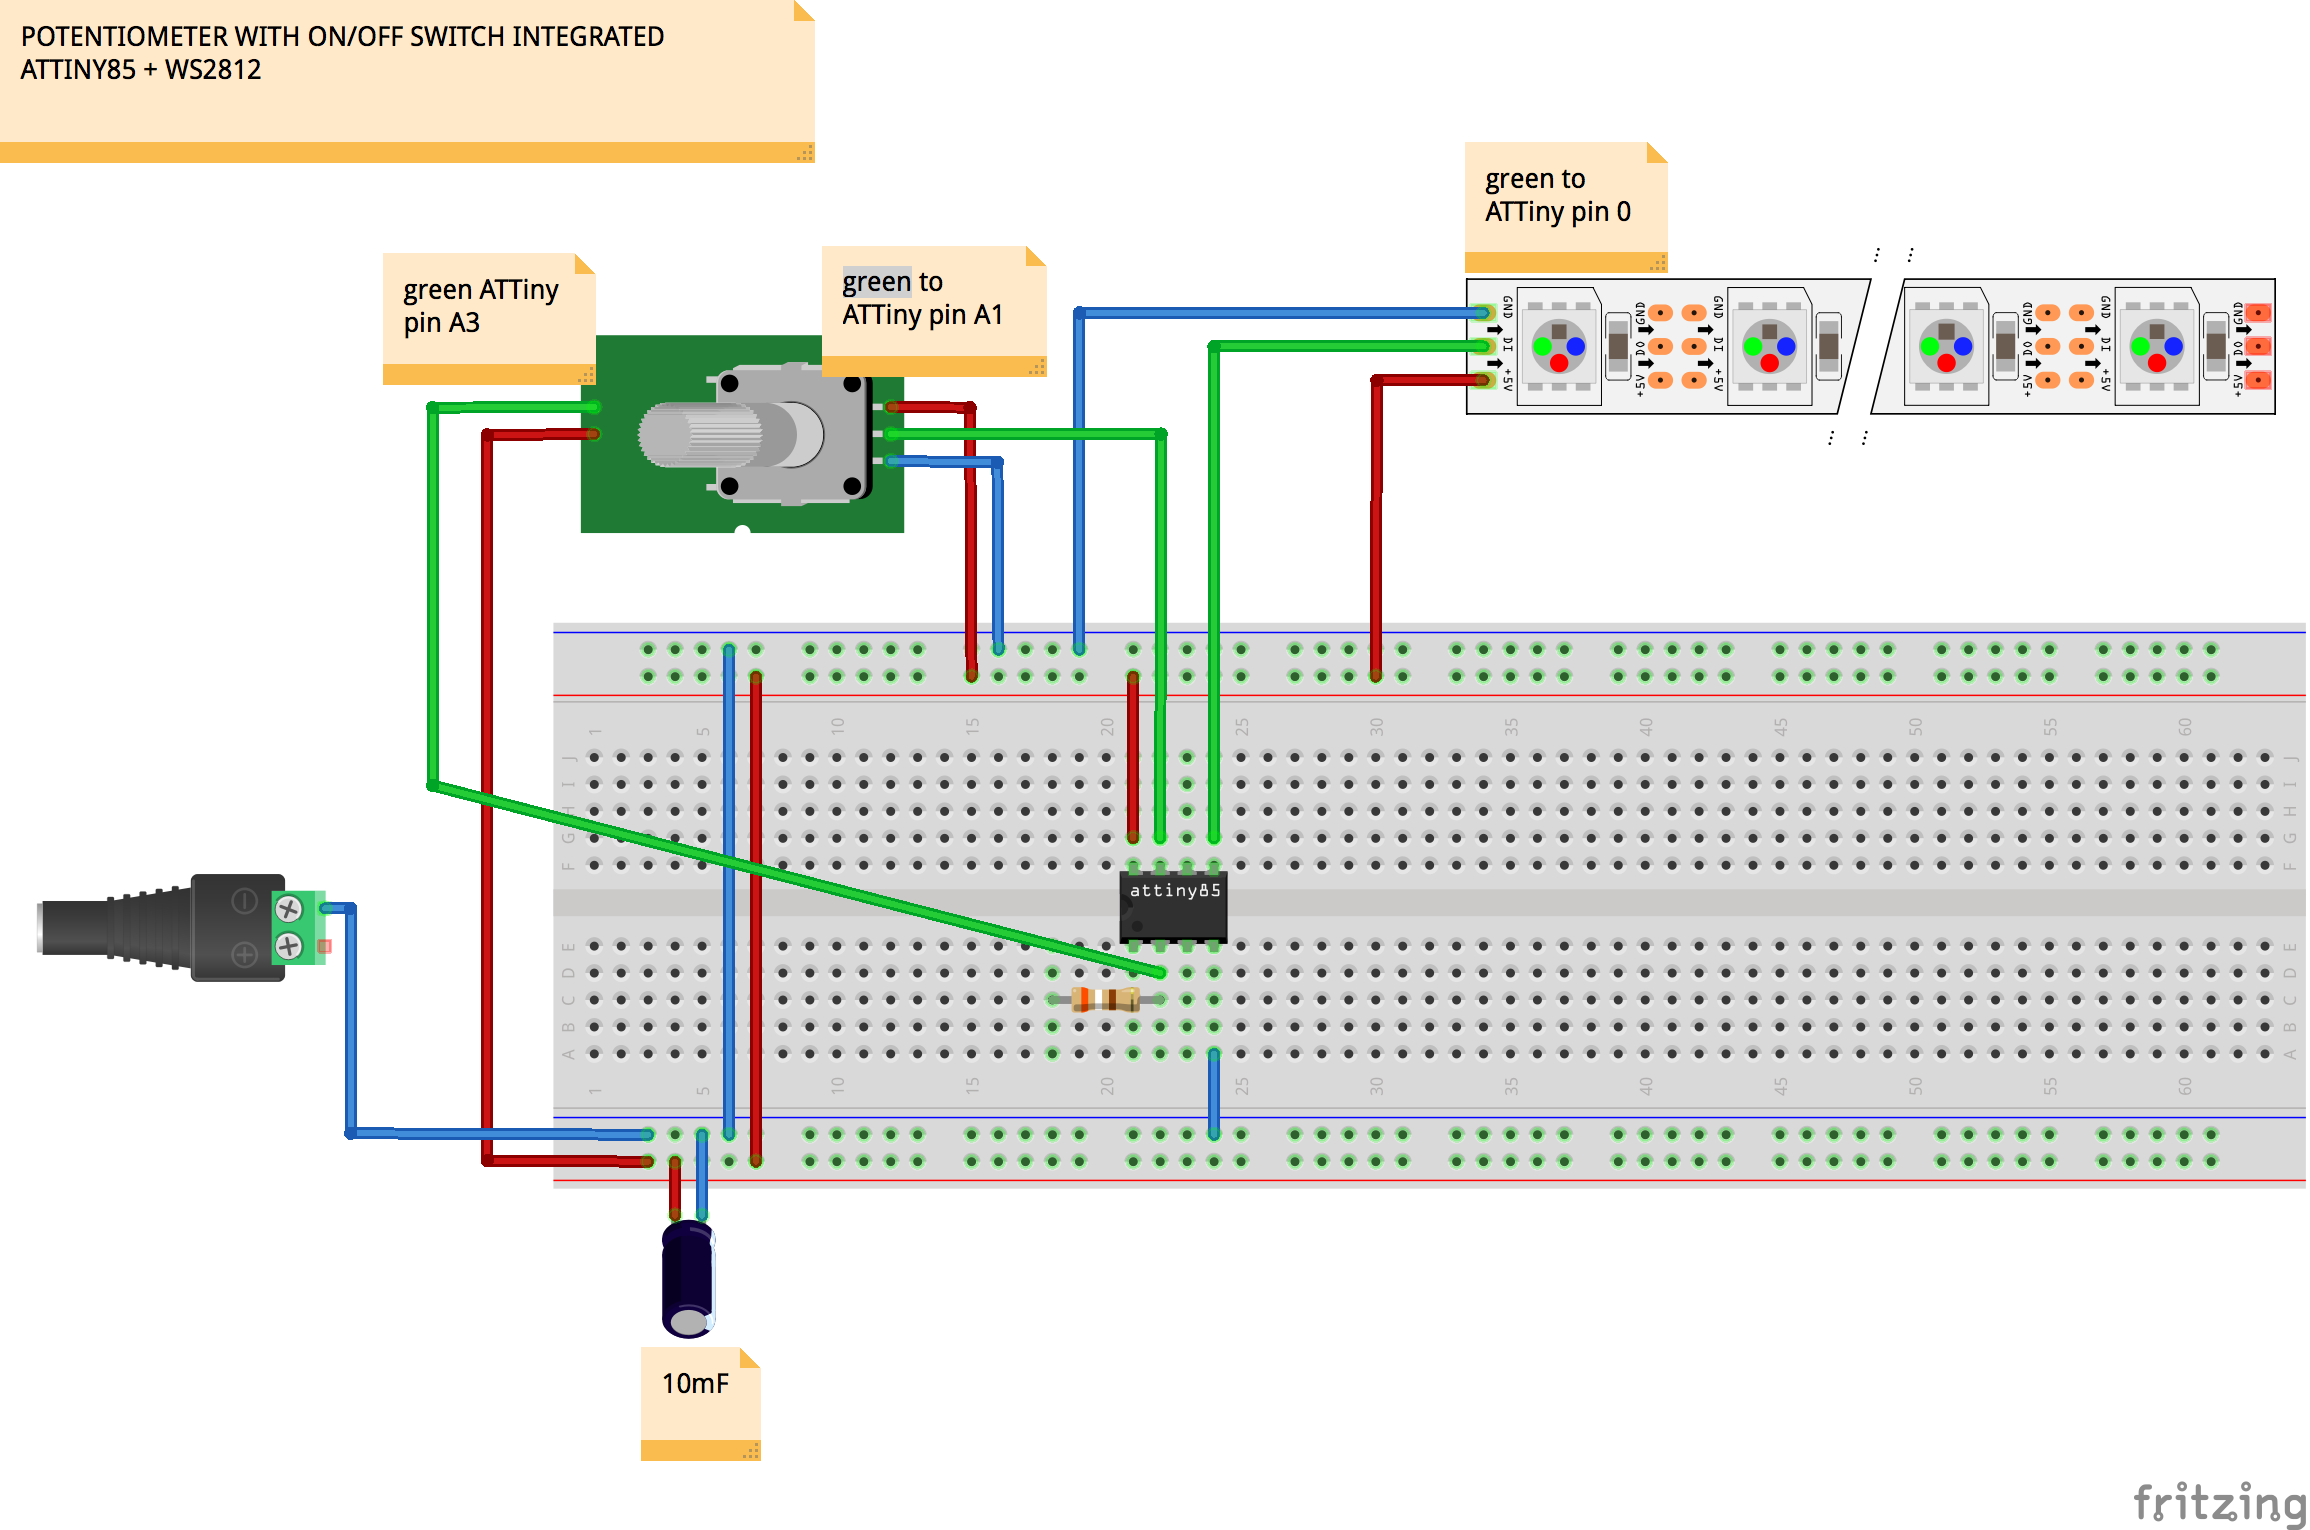 POTENTIOMETER WITH ON/OFF SWITCH INTEGRATED
ATTINY85 + WS2812
green to
ATTiny pin 0
green ATTiny
pin A3
green to
ATTiny pin A1
GND GND GND GND GND GND
DI DO DI DO DI DO
+5V +5V +5V +5V +5V +5V
1 5 10 15 20 25 30 35 40 45 50 55 60
J J
I I
H H
G G
F F
attiny85
E E
D D
C C
B B
A A
1 5 10 15 20 25 30 35 40 45 50 55 60
10mF
fritzing